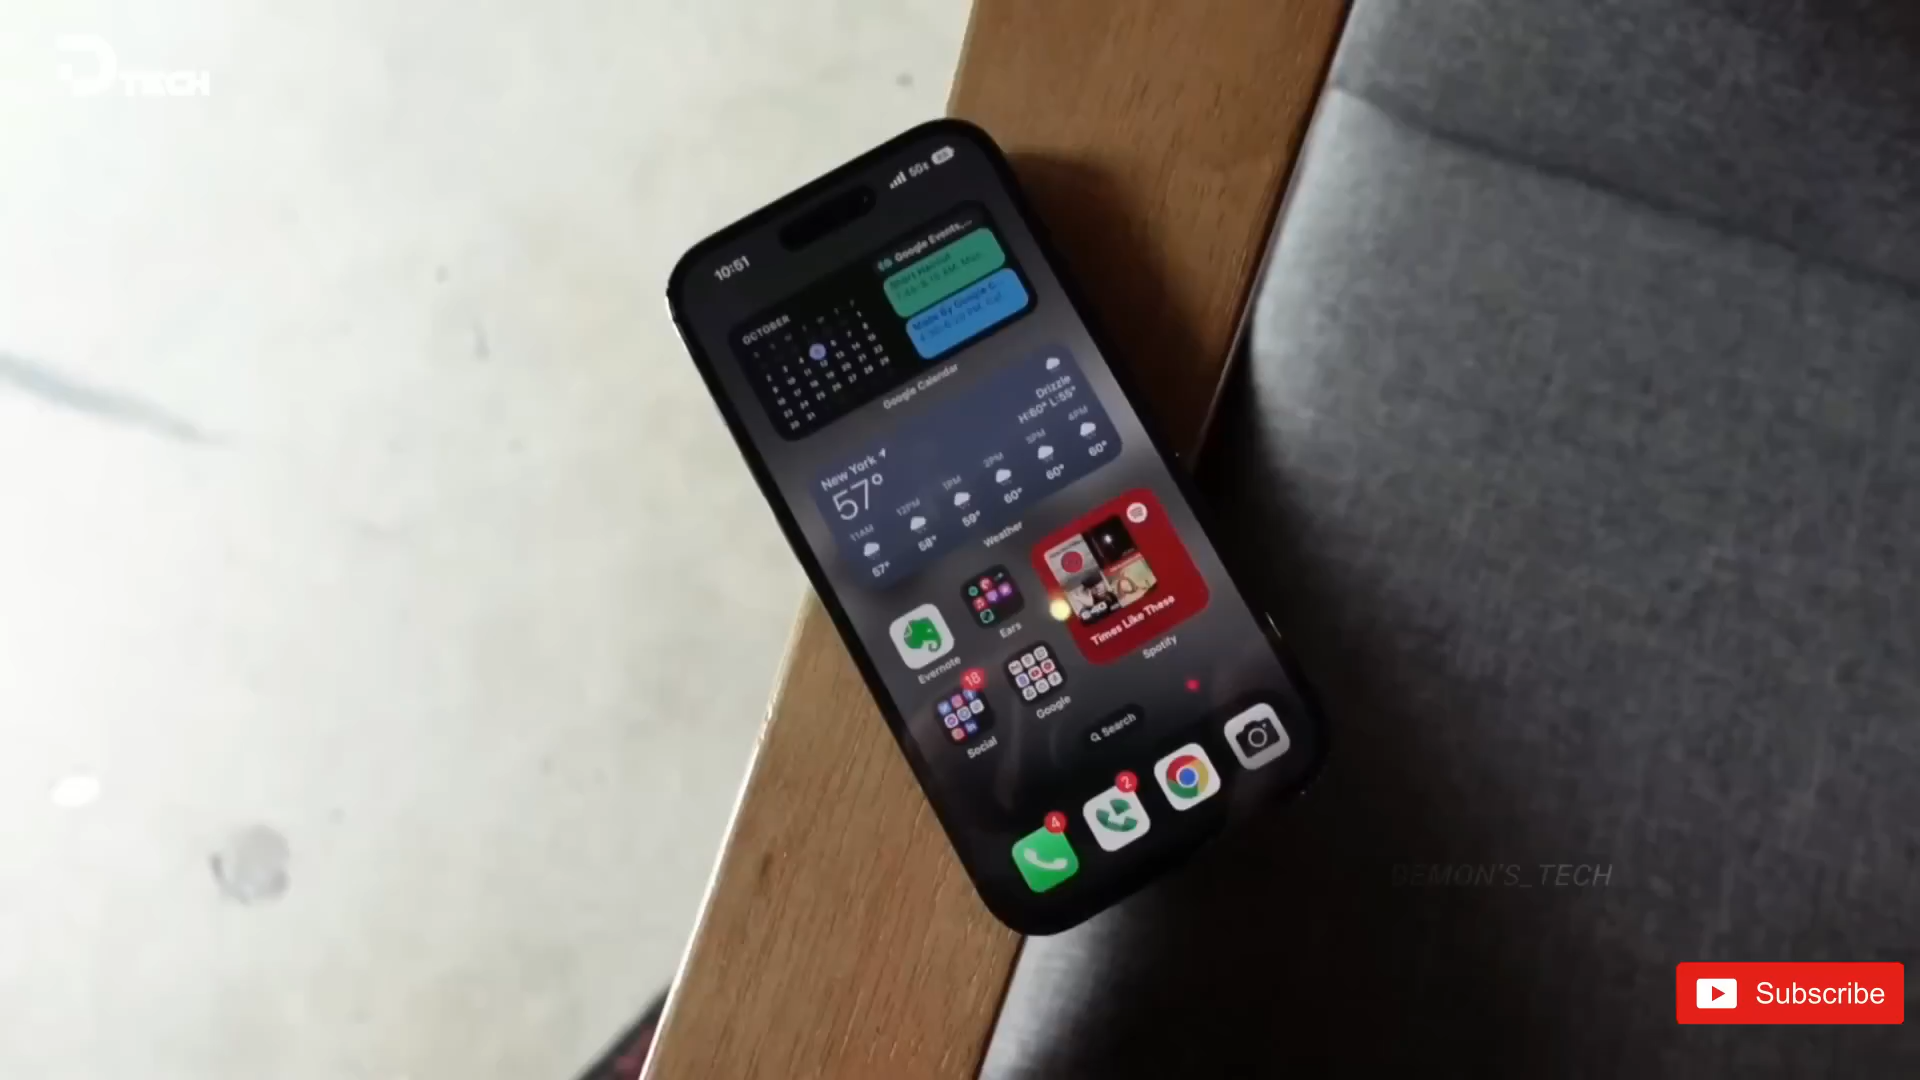 TECH
10:51
5G
Google Events,...
OCTOBER
Google Calendar
Drizzle
H:60° L:55°
New York
57°
11AM
12PM
1PM
2PM
3PM
4PM
57°
58°
59°
60°
60°
60°
Weather
Times Like These
Spotify
Evernote
Ears
18
Social
Google
Search
4
2
DEMON'S_TECH
Subscribe